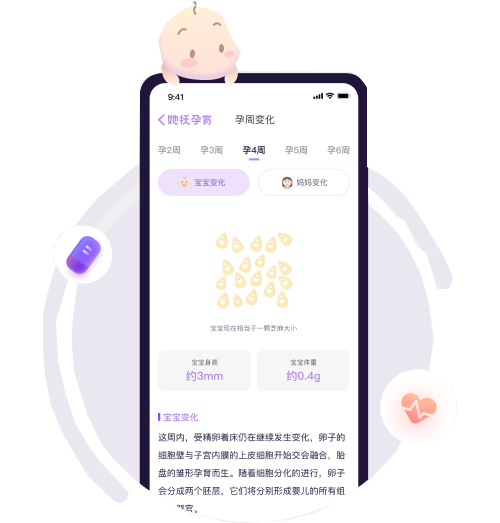 9:41
她抚孕育
孕周变化
孕2周 孕3周 孕4周 孕5周 孕6周
宝宝变化 妈妈变化
宝宝现在相当于一颗芝麻大小
宝宝身高 宝宝体重
约3mm 约0.4g
宝宝变化
这周内，受精卵着床仍在继续发生变化，卵子的
细胞壁与子宫内膜的上皮细胞开始交会融合，胎
盘的雏形孕育而生。随着细胞分化的进行，卵子
会分成两个胚层，它们将分别形成婴儿的所有组
官。